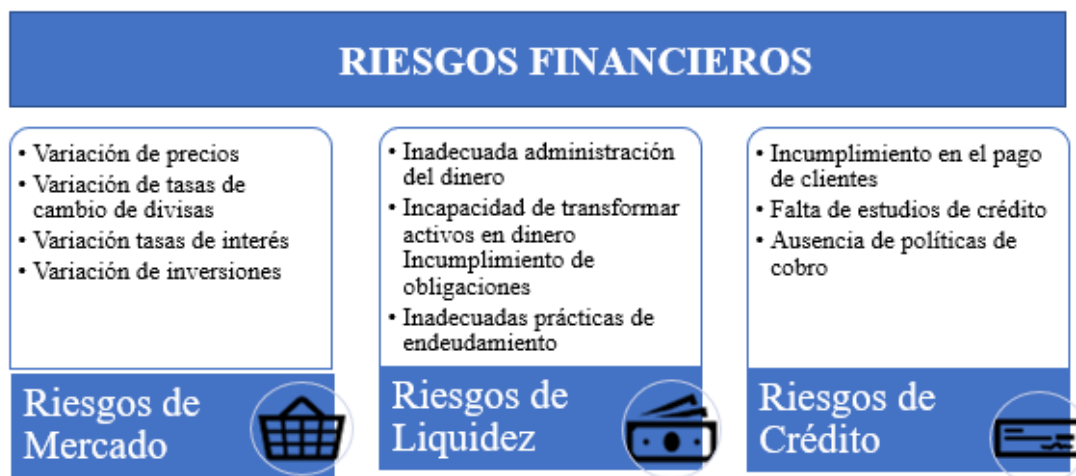 RIESGOS FINANCIEROS
• Variación de precios
• Variación de tasas de
cambio de divisas
• Variación tasas de interés
• Variación de inversiones
Riesgos de
Mercado
• Inadecuada administración
del dinero
• Incapacidad de transformar
activos en dinero
Incumplimiento de
obligaciones
• Inadecuadas prácticas de
endeudamiento
Riesgos de
Liquidez
• Incumplimiento en el pago
de clientes
• Falta de estudios de crédito
• Ausencia de políticas de
cobro
Riesgos de
Crédito